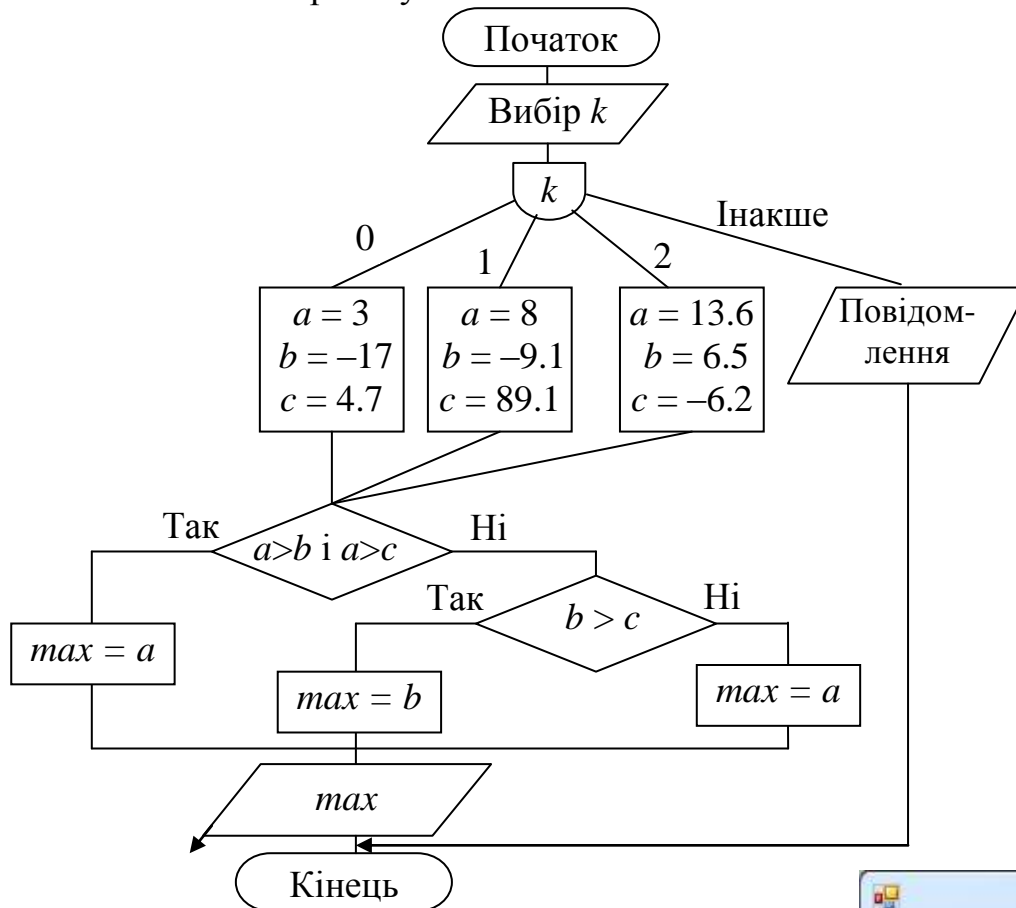 Початок
Вибір k
k
Інакше
0
1
2
a = 3
b = –17
c = 4.7
a = 8
b = –9.1
c = 89.1
a = 13.6
b = 6.5
c = –6.2
Повідом-
лення
Так
a>b і a>c
Ні
Так
b > c
Ні
max = a
max = b
max = a
max
Кінець